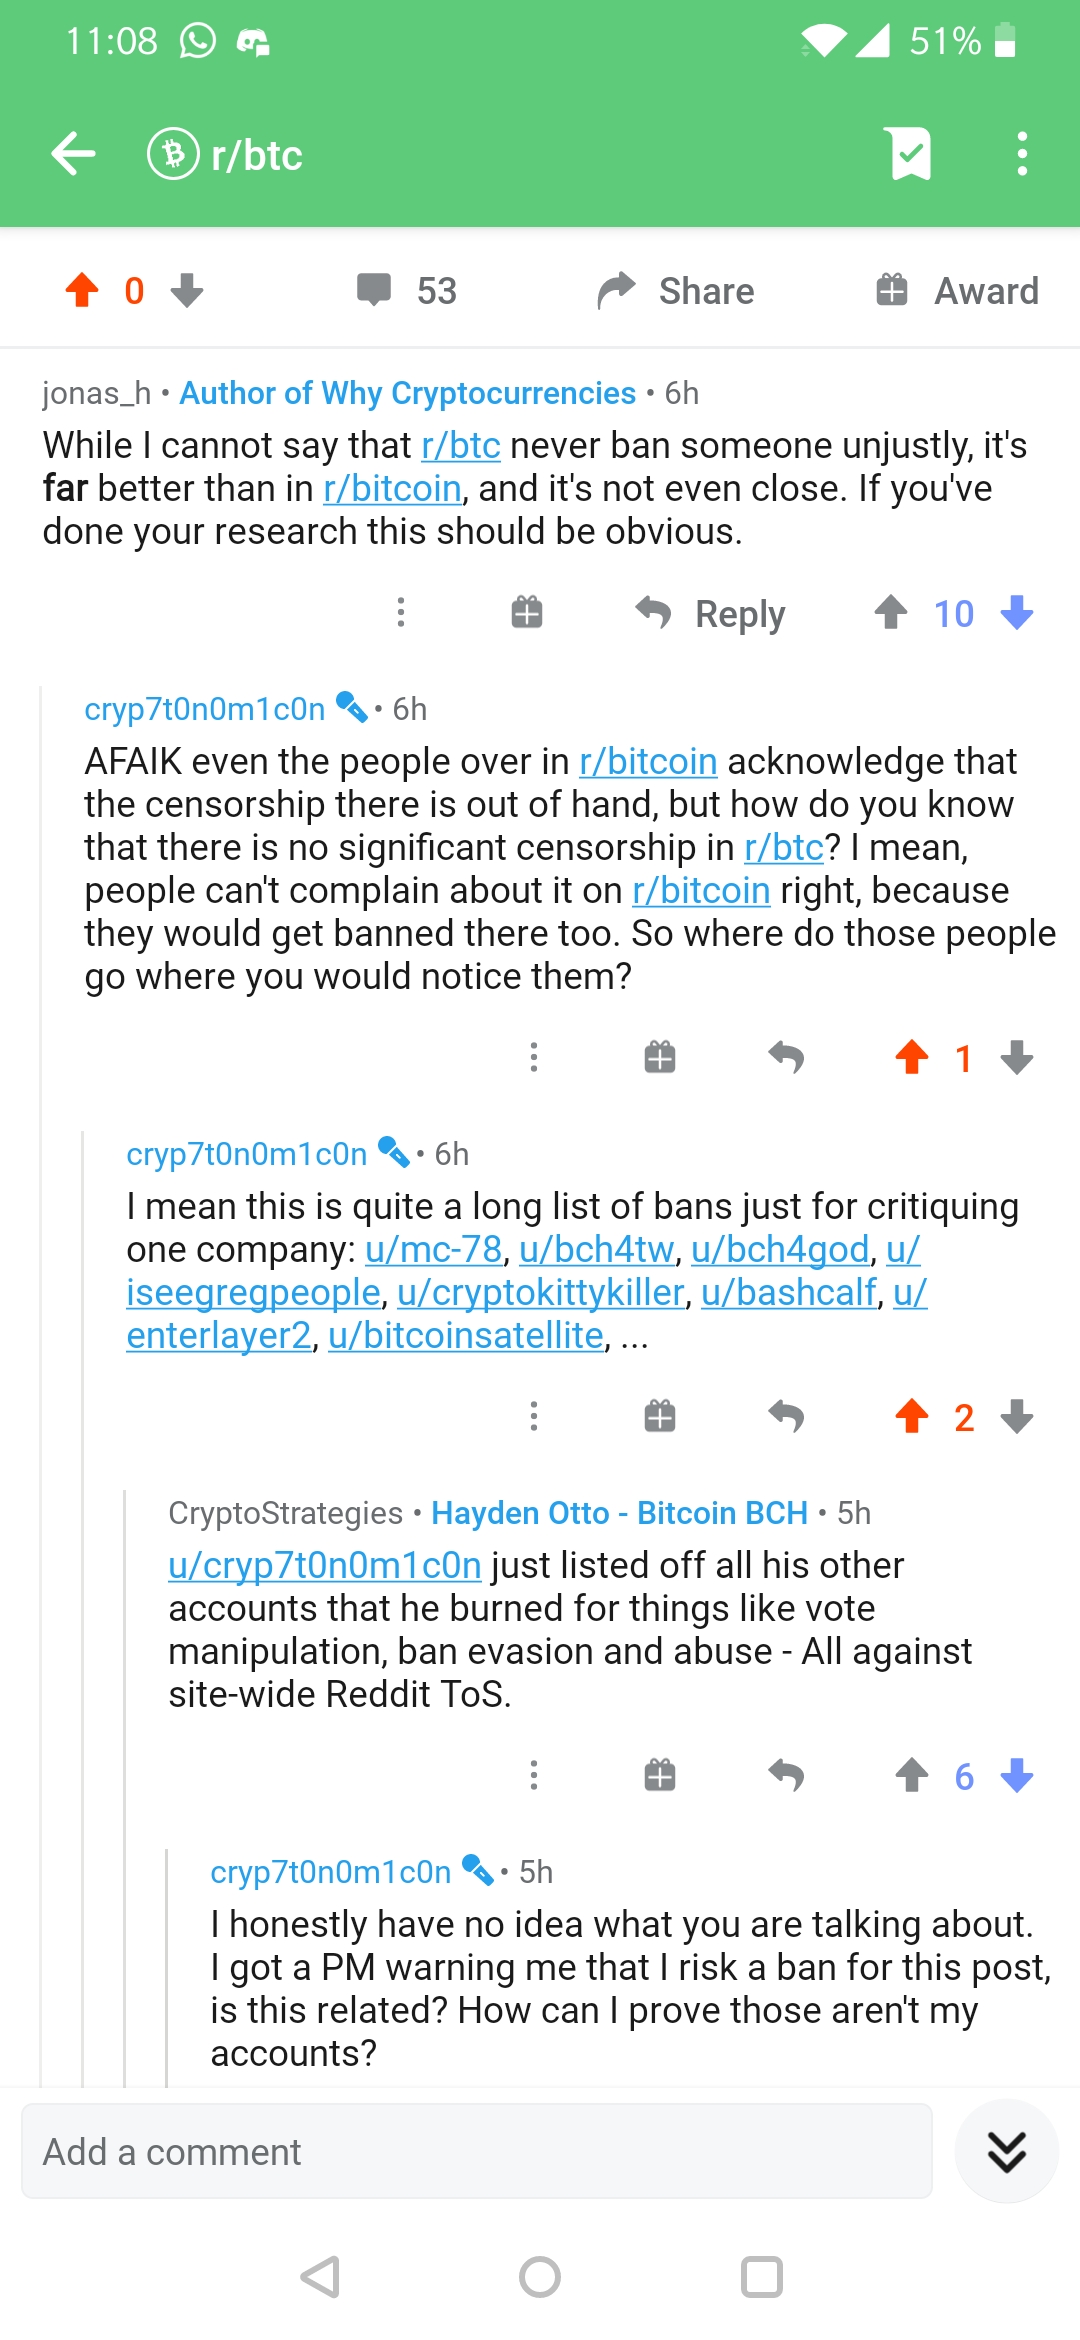 11:08 51%
r/btc
0 53 Share Award
jonas_h • Author of Why Cryptocurrencies • 6h
While I cannot say that r/btc never ban someone unjustly, it's
far better than in r/bitcoin, and it's not even close. If you've
done your research this should be obvious.
Reply 10
cryp7t0n0m1c0n • 6h
AFAIK even the people over in r/bitcoin acknowledge that
the censorship there is out of hand, but how do you know
that there is no significant censorship in r/btc? I mean,
people can't complain about it on r/bitcoin right, because
they would get banned there too. So where do those people
go where you would notice them?
1
cryp7t0n0m1c0n • 6h
I mean this is quite a long list of bans just for critiquing
one company: u/mc-78, u/bch4tw, u/bch4god, u/
iseegregpeople, u/cryptokittykiller, u/bashcalf, u/
enterlayer2, u/bitcoinsatellite, ...
2
CryptoStrategies • Hayden Otto - Bitcoin BCH • 5h
u/cryp7t0n0m1c0n just listed off all his other
accounts that he burned for things like vote
manipulation, ban evasion and abuse - All against
site-wide Reddit ToS.
6
cryp7t0n0m1c0n • 5h
I honestly have no idea what you are talking about.
I got a PM warning me that I risk a ban for this post,
is this related? How can I prove those aren't my
accounts?
Add a comment